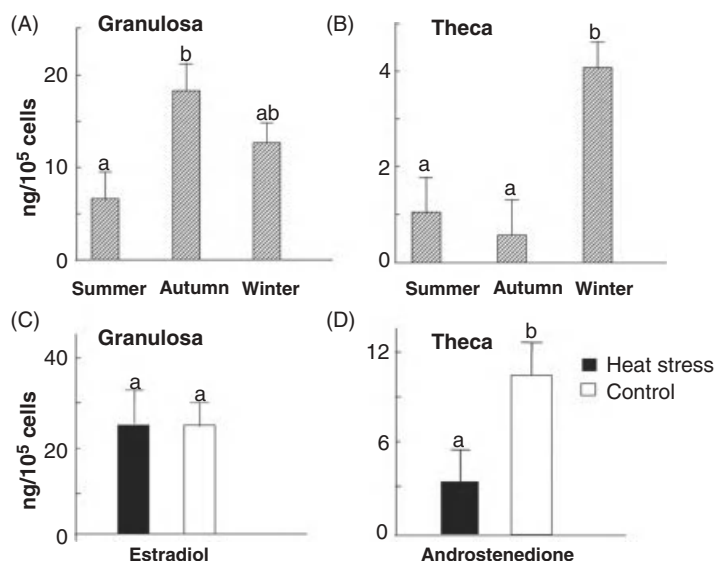 (A)
Granulosa
ng/10⁵ cells
20
10
0
a
b
ab
Summer Autumn Winter
(B)
Theca
4
2
0
a
a
b
Summer Autumn Winter
(C)
Granulosa
ng/10⁵ cells
40
20
0
a
a
Estradiol
(D)
Theca
12
6
0
a
b
Androstenedione
Heat stress
Control